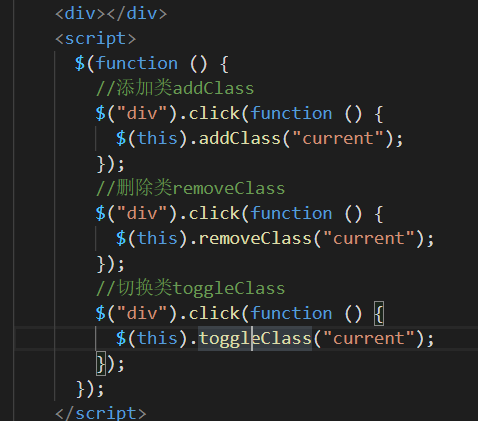 <div></div>
<script>
$(function () {
//添加类addClass
$("div").click(function () {
$(this).addClass("current");
});
//删除类removeClass
$("div").click(function () {
$(this).removeClass("current");
});
//切换类toggleClass
$("div").click(function () {
$(this).toggleClass("current");
});
});
</script>